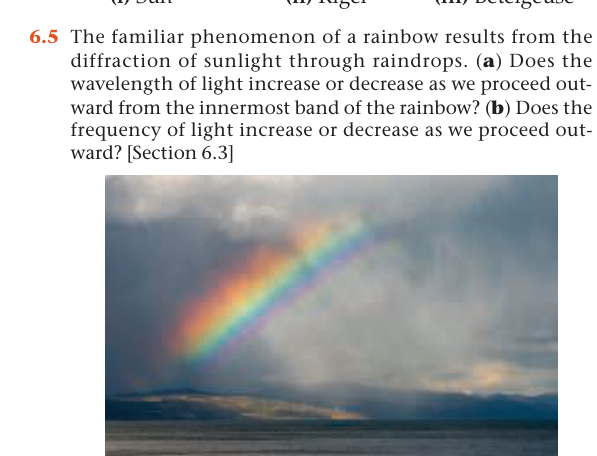 6.5 The familiar phenomenon of a rainbow results from the
diffraction of sunlight through raindrops. (a) Does the
wavelength of light increase or decrease as we proceed out-
ward from the innermost band of the rainbow? (b) Does the
frequency of light increase or decrease as we proceed out-
ward? [Section 6.3]